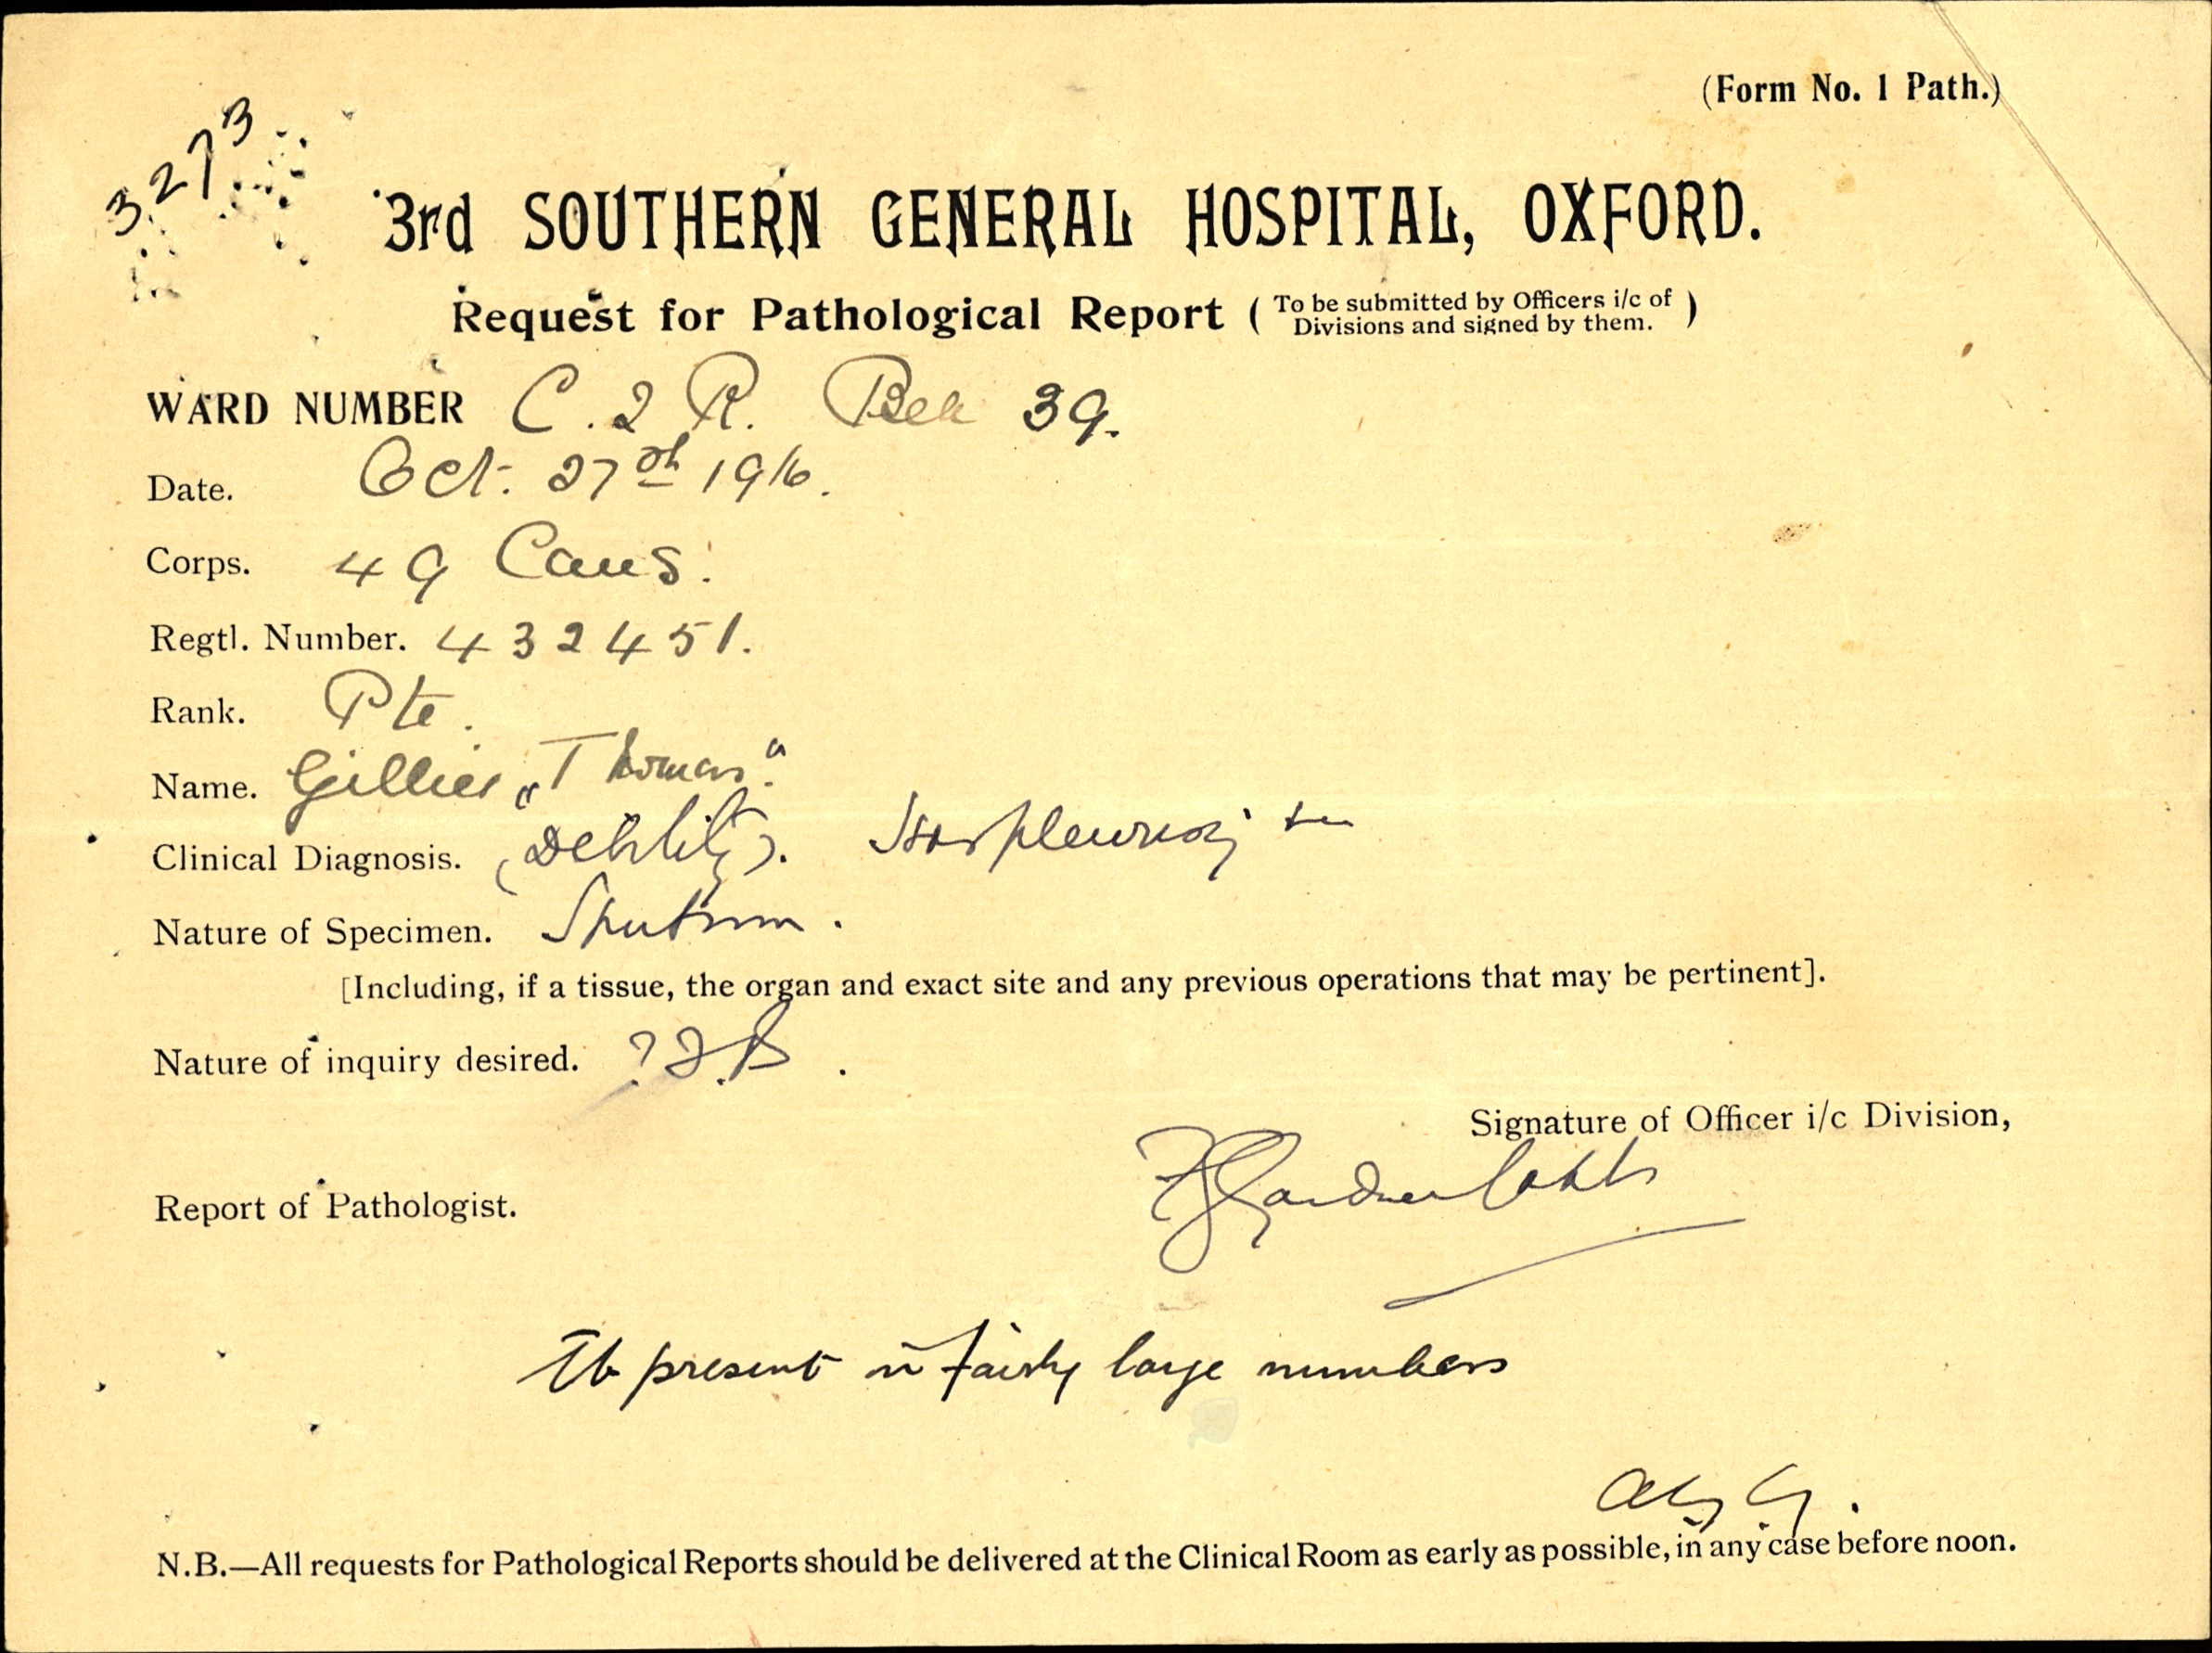 (Form No. 1 Path.)
3.273
3rd SOUTHERN GENERAL HOSPITAL, OXFORD.
Request for Pathological Report ( To be submitted by Officers i/c of
Divisions and signed by them. )
WARD NUMBER C. 2 R. Bed 39.
Date. Oct. 27th 1916.
Corps. 49 Cans.
Regtl. Number. 432451.
Rank. Pte.
Name. Gillies "Thomas".
Clinical Diagnosis. (Debility). pleurisy
Nature of Specimen. Sputum.
[Including, if a tissue, the organ and exact site and any previous operations that may be pertinent].
Nature of inquiry desired. ? T.B.
Signature of Officer i/c Division,
Report of Pathologist.
Tb present in fairly large numbers
N.B.—All requests for Pathological Reports should be delivered at the Clinical Room as early as possible, in any case before noon.